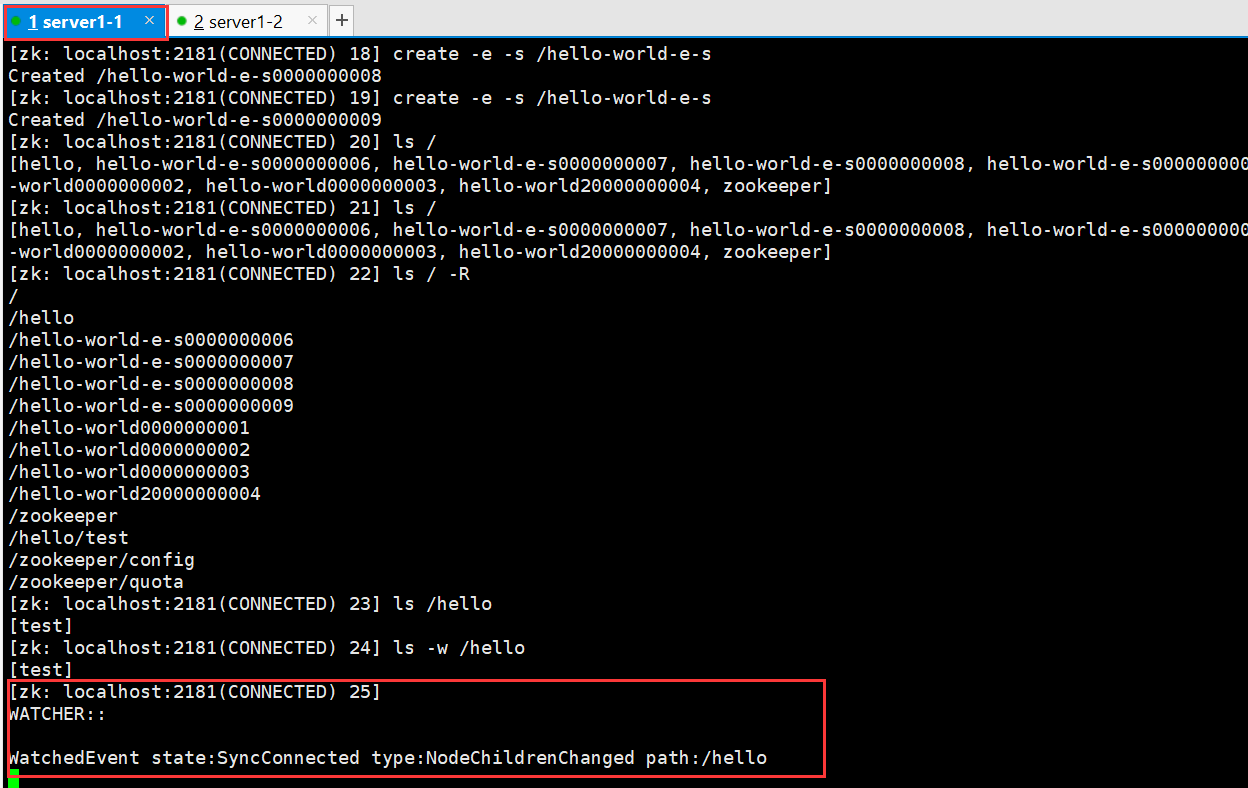 1 server1-1 × 2 server1-2 × +
[zk: localhost:2181(CONNECTED) 18] create -e -s /hello-world-e-s
Created /hello-world-e-s0000000008
[zk: localhost:2181(CONNECTED) 19] create -e -s /hello-world-e-s
Created /hello-world-e-s0000000009
[zk: localhost:2181(CONNECTED) 20] ls /
[hello, hello-world-e-s0000000006, hello-world-e-s0000000007, hello-world-e-s0000000008, hello-world-e-s000000000
-world0000000002, hello-world0000000003, hello-world20000000004, zookeeper]
[zk: localhost:2181(CONNECTED) 21] ls /
[hello, hello-world-e-s0000000006, hello-world-e-s0000000007, hello-world-e-s0000000008, hello-world-e-s000000000
-world0000000002, hello-world0000000003, hello-world20000000004, zookeeper]
[zk: localhost:2181(CONNECTED) 22] ls / -R
/
/hello
/hello-world-e-s0000000006
/hello-world-e-s0000000007
/hello-world-e-s0000000008
/hello-world-e-s0000000009
/hello-world0000000001
/hello-world0000000002
/hello-world0000000003
/hello-world20000000004
/zookeeper
/hello/test
/zookeeper/config
/zookeeper/quota
[zk: localhost:2181(CONNECTED) 23] ls /hello
[test]
[zk: localhost:2181(CONNECTED) 24] ls -w /hello
[test]
[zk: localhost:2181(CONNECTED) 25]
WATCHER::
WatchedEvent state:SyncConnected type:NodeChildrenChanged path:/hello